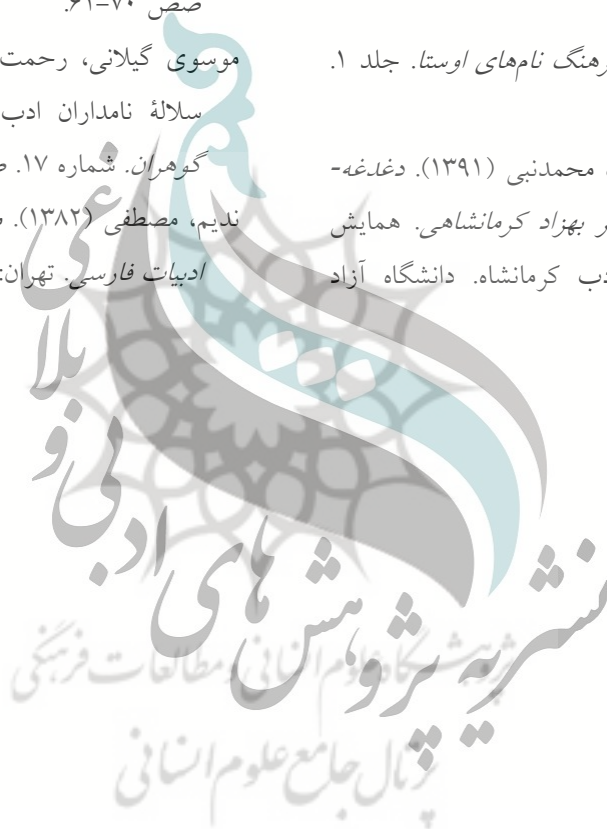 رهنگ نام‌های اوستا. جلد ۱.
محمدنبی (۱۳۹۱). دغدغه-
ر بهزاد کرمانشاهی. همایش
دب کرمانشاه. دانشگاه آزاد
صص ۷۰-۶۱.
موسوی گیلانی، رحمت
سلالهٔ نامداران ادب
گوهران. شماره ۱۷.
ندیم، مصطفی (۱۳۸۲).
ادبیات فارسی. تهران:
نشریه پژوهش‌های ادبی و بلاغی
پژوهشگاه علوم انسانی و مطالعات فرهنگی
پرتال جامع علوم انسانی